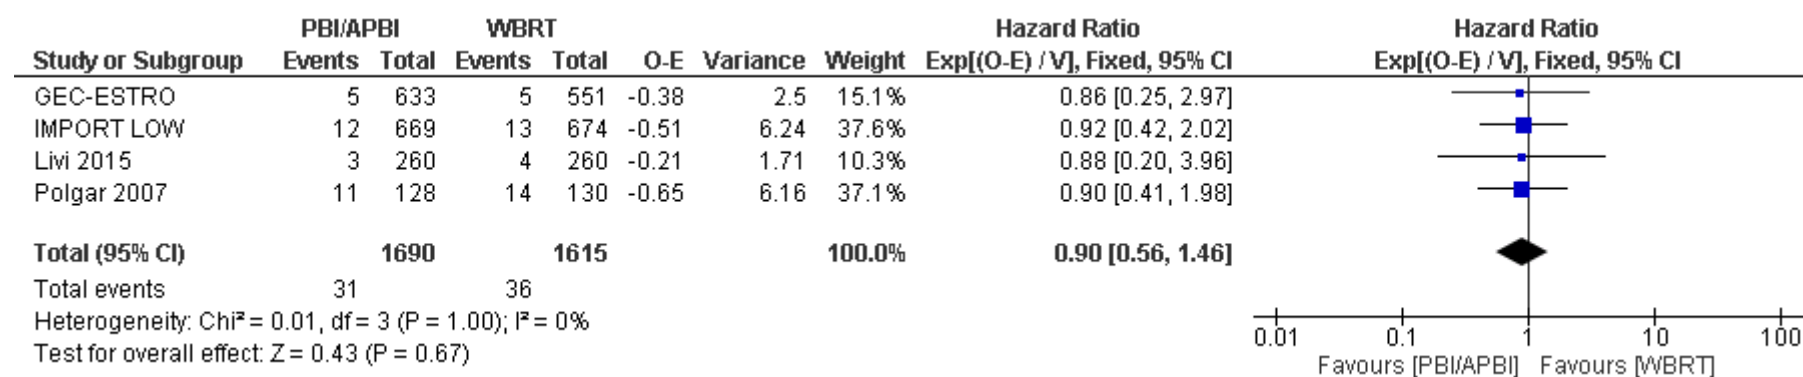 PBI/APBI WBRT Hazard Ratio Hazard Ratio
Study or Subgroup Events Total Events Total O-E Variance Weight Exp[(O-E) / V], Fixed, 95% CI Exp[(O-E) / V], Fixed, 95% CI
GEC-ESTRO 5 633 5 551 -0.38 2.5 15.1% 0.86 [0.25, 2.97]
IMPORT LOW 12 669 13 674 -0.51 6.24 37.6% 0.92 [0.42, 2.02]
Livi 2015 3 260 4 260 -0.21 1.71 10.3% 0.88 [0.20, 3.96]
Polgar 2007 11 128 14 130 -0.65 6.16 37.1% 0.90 [0.41, 1.98]
Total (95% CI) 1690 1615 100.0% 0.90 [0.56, 1.46]
Total events 31 36
Heterogeneity: Chi² = 0.01, df = 3 (P = 1.00); I² = 0%
Test for overall effect: Z = 0.43 (P = 0.67)
0.01 0.1 1 10 100
Favours [PBI/APBI] Favours [WBRT]